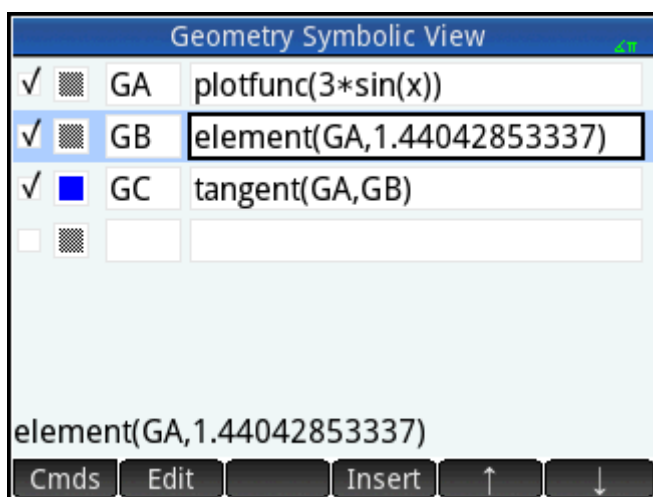 Geometry Symbolic View
∡π
√ GA plotfunc(3*sin(x))
√ GB element(GA,1.44042853337)
√ GC tangent(GA,GB)
element(GA,1.44042853337)
Cmds Edit Insert ↑ ↓